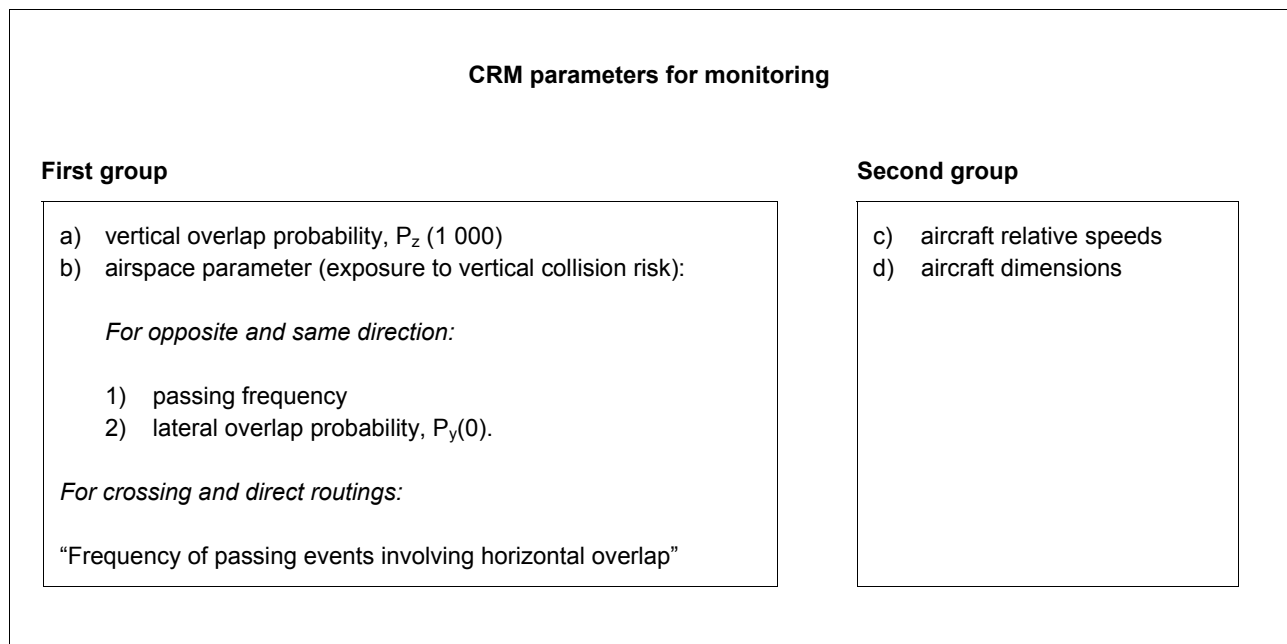 CRM parameters for monitoring
First group
a) vertical overlap probability, Pz (1 000)
b) airspace parameter (exposure to vertical collision risk):
For opposite and same direction:
1) passing frequency
2) lateral overlap probability, Py(0).
For crossing and direct routings:
“Frequency of passing events involving horizontal overlap”
Second group
c) aircraft relative speeds
d) aircraft dimensions